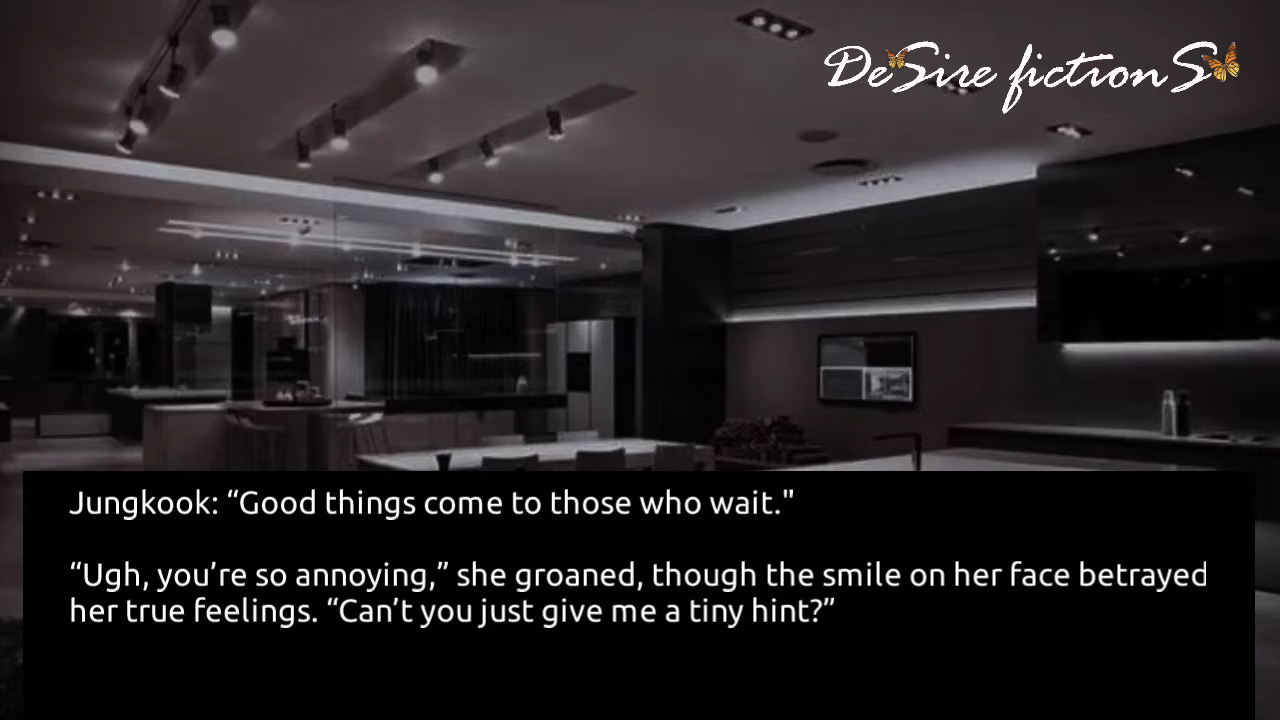 DeSire fictionS
Jungkook: “Good things come to those who wait."
“Ugh, you’re so annoying,” she groaned, though the smile on her face betrayed
her true feelings. “Can’t you just give me a tiny hint?”